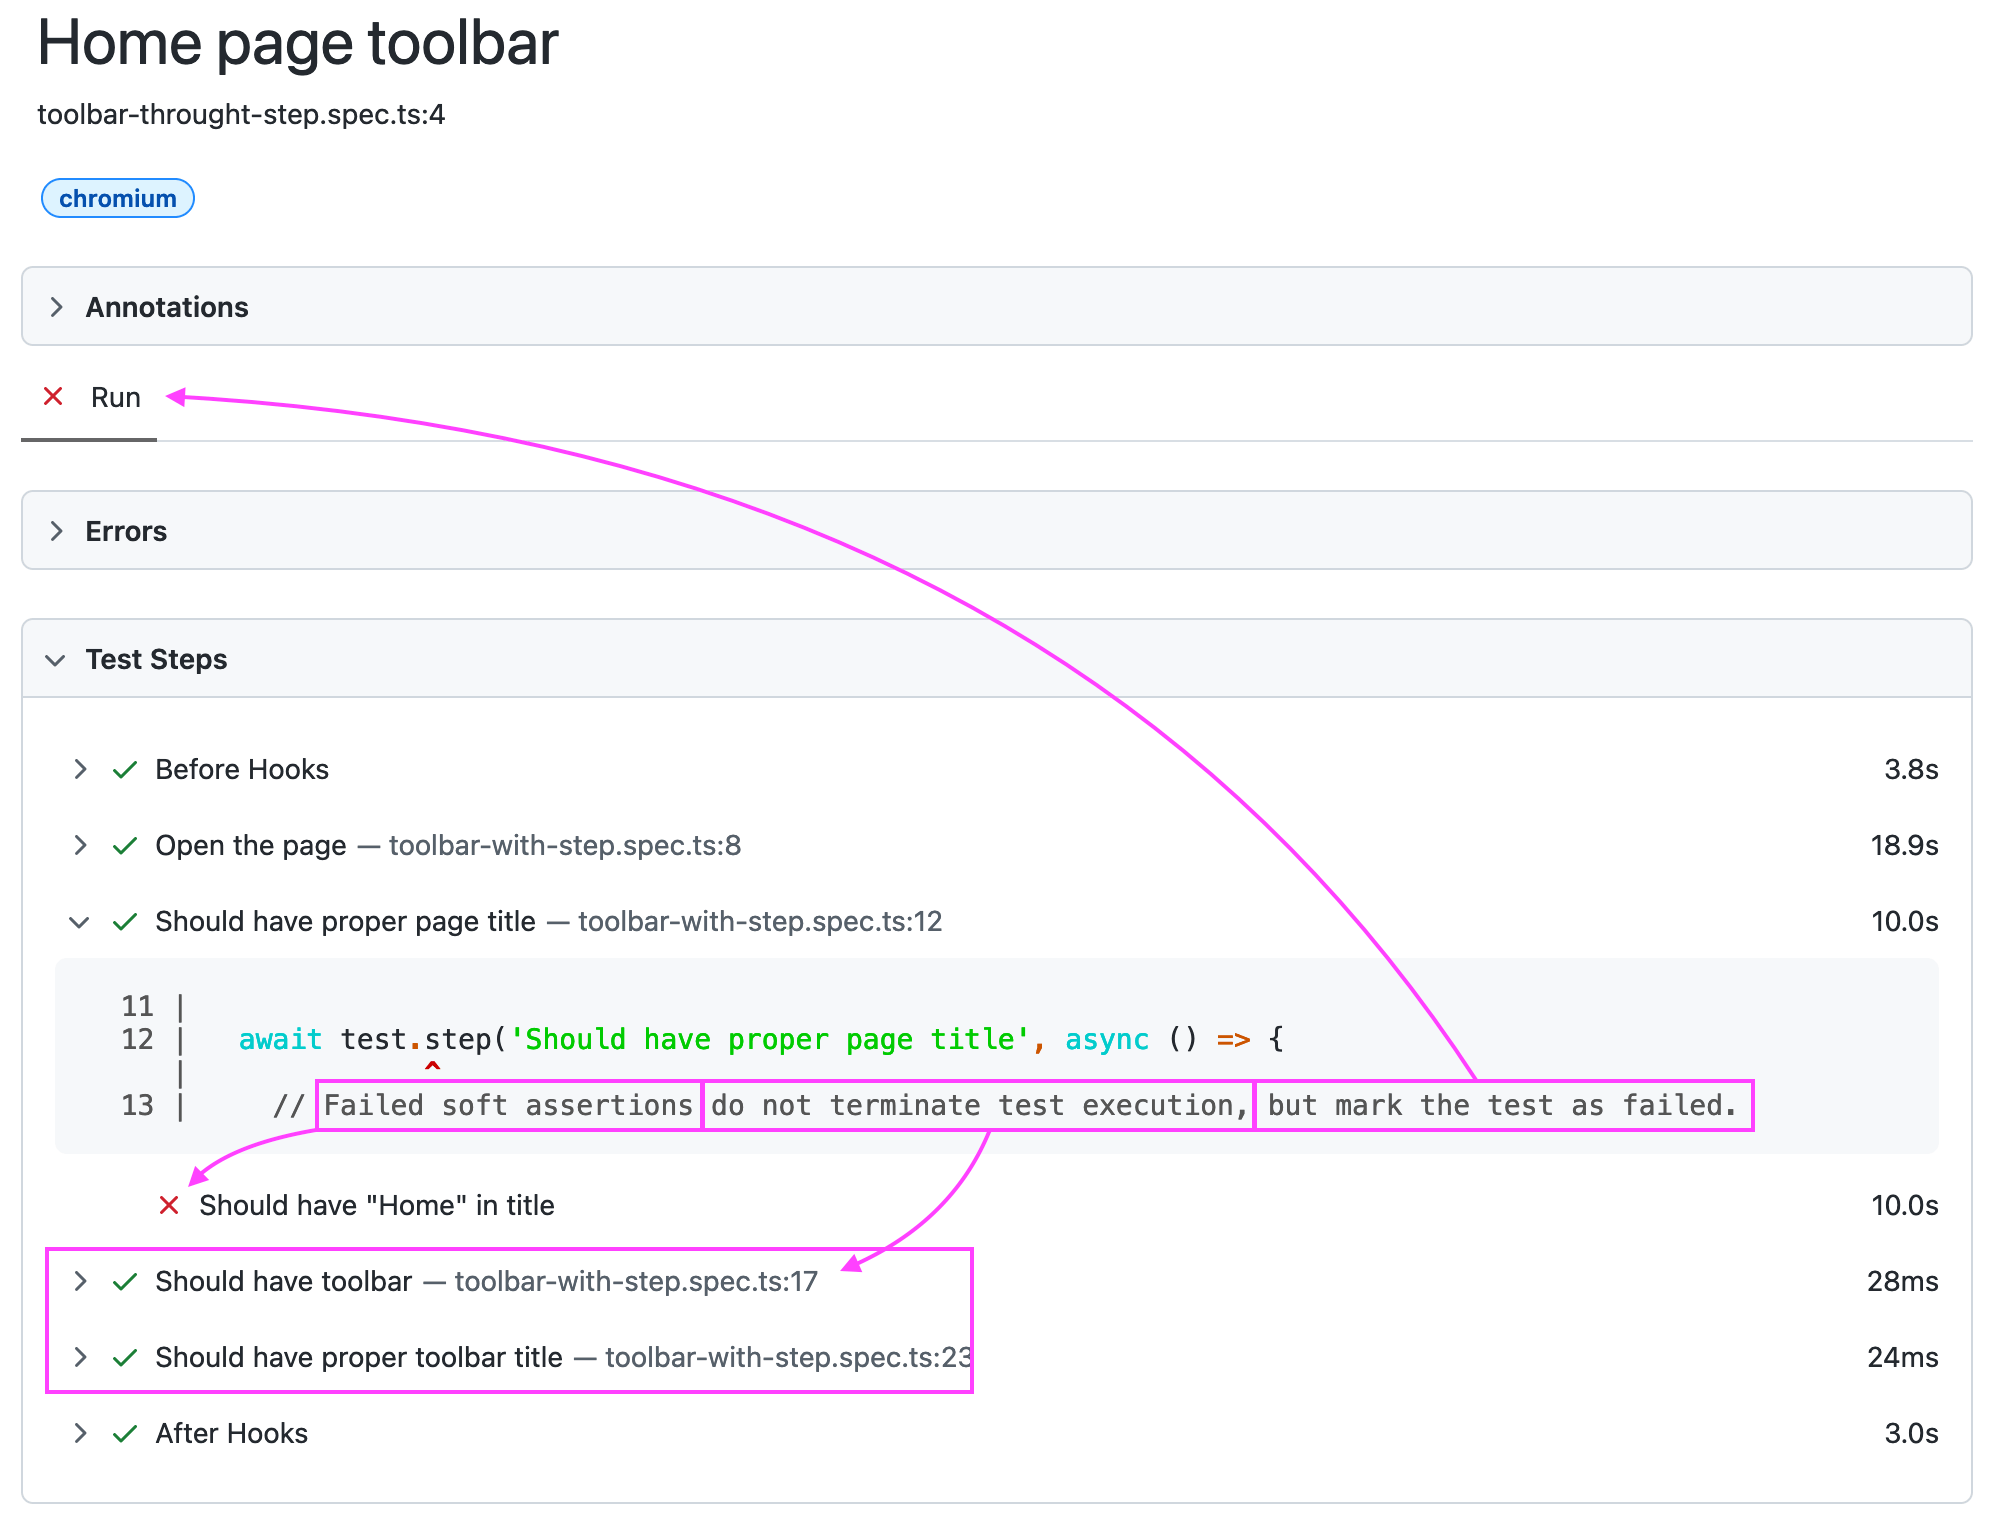 Home page toolbar
toolbar-throught-step.spec.ts:4
chromium
Annotations
Run
Errors
Test Steps
Before Hooks 3.8s
Open the page — toolbar-with-step.spec.ts:8 18.9s
Should have proper page title — toolbar-with-step.spec.ts:12 10.0s
11 |
12 | await test.step('Should have proper page title', async () => {
| ^
13 | // Failed soft assertions do not terminate test execution, but mark the test as failed.
Should have "Home" in title 10.0s
Should have toolbar — toolbar-with-step.spec.ts:17 28ms
Should have proper toolbar title — toolbar-with-step.spec.ts:23 24ms
After Hooks 3.0s